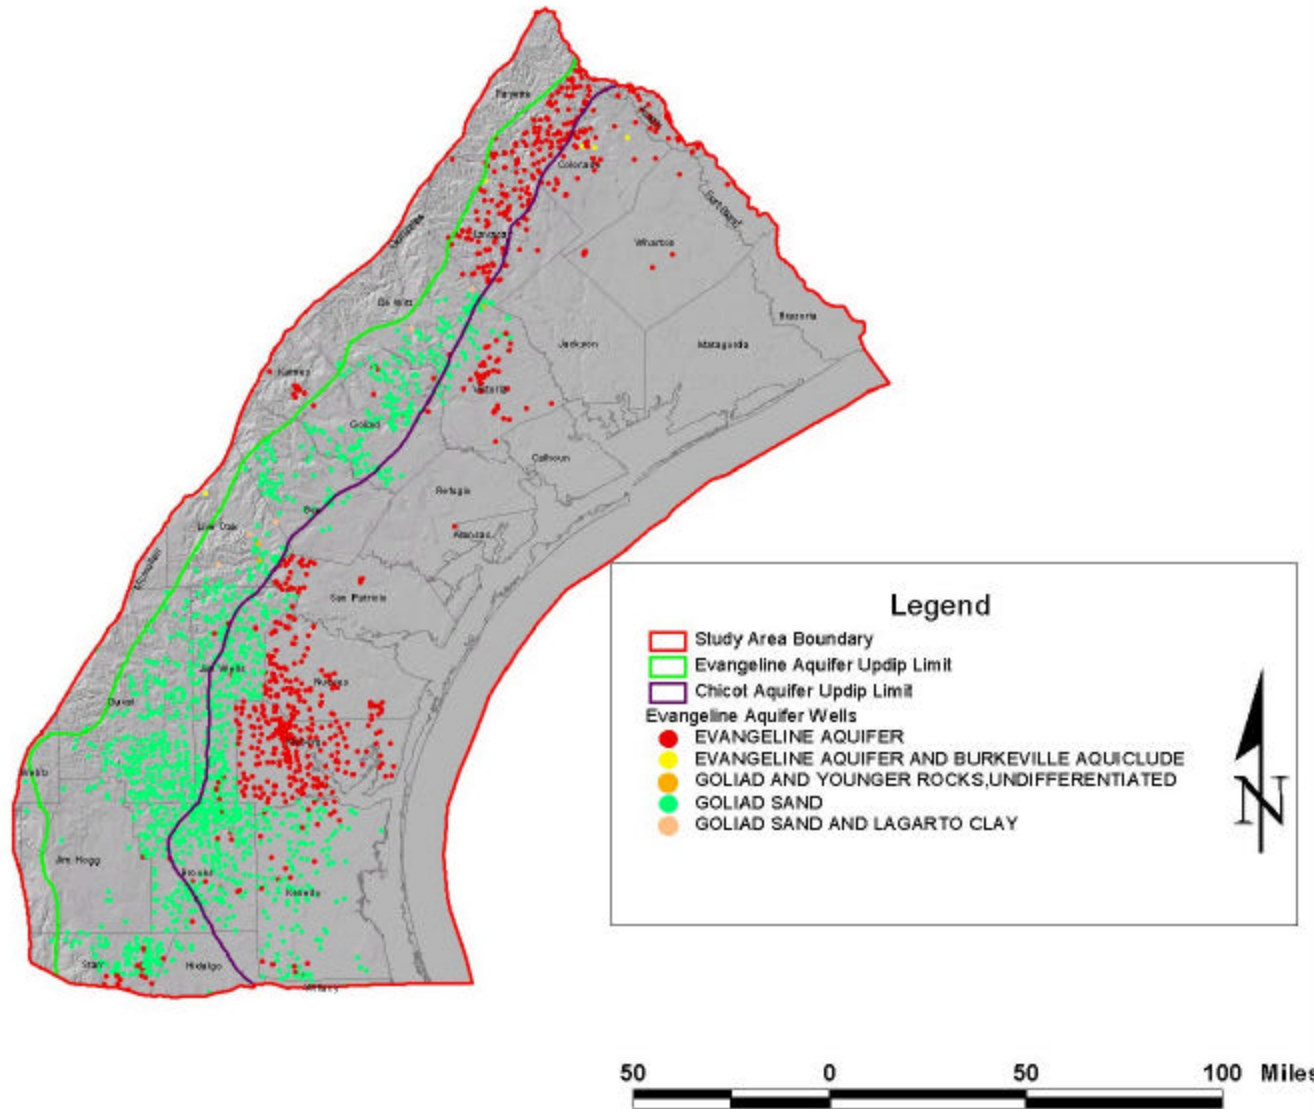 Fayette
Austin
Colorado
Fort Bend
Gonzales
Lavaca
Wharton
De Witt
Brazoria
Jackson
Matagorda
Karnes
Victoria
Goliad
Calhoun
Refugio
Bee
Live Oak
Aransas
McMullen
San Patricio
Jim Wells
Nueces
Duval
Webb
Jim Hogg
Brooks
Kenedy
Starr
Hidalgo
Willacy
Legend
Study Area Boundary
Evangeline Aquifer Updip Limit
Chicot Aquifer Updip Limit
Evangeline Aquifer Wells
EVANGELINE AQUIFER
EVANGELINE AQUIFER AND BURKEVILLE AQUICLUDE
GOLIAD AND YOUNGER ROCKS,UNDIFFERENTIATED
GOLIAD SAND
GOLIAD SAND AND LAGARTO CLAY
N
50 0 50 100 Miles